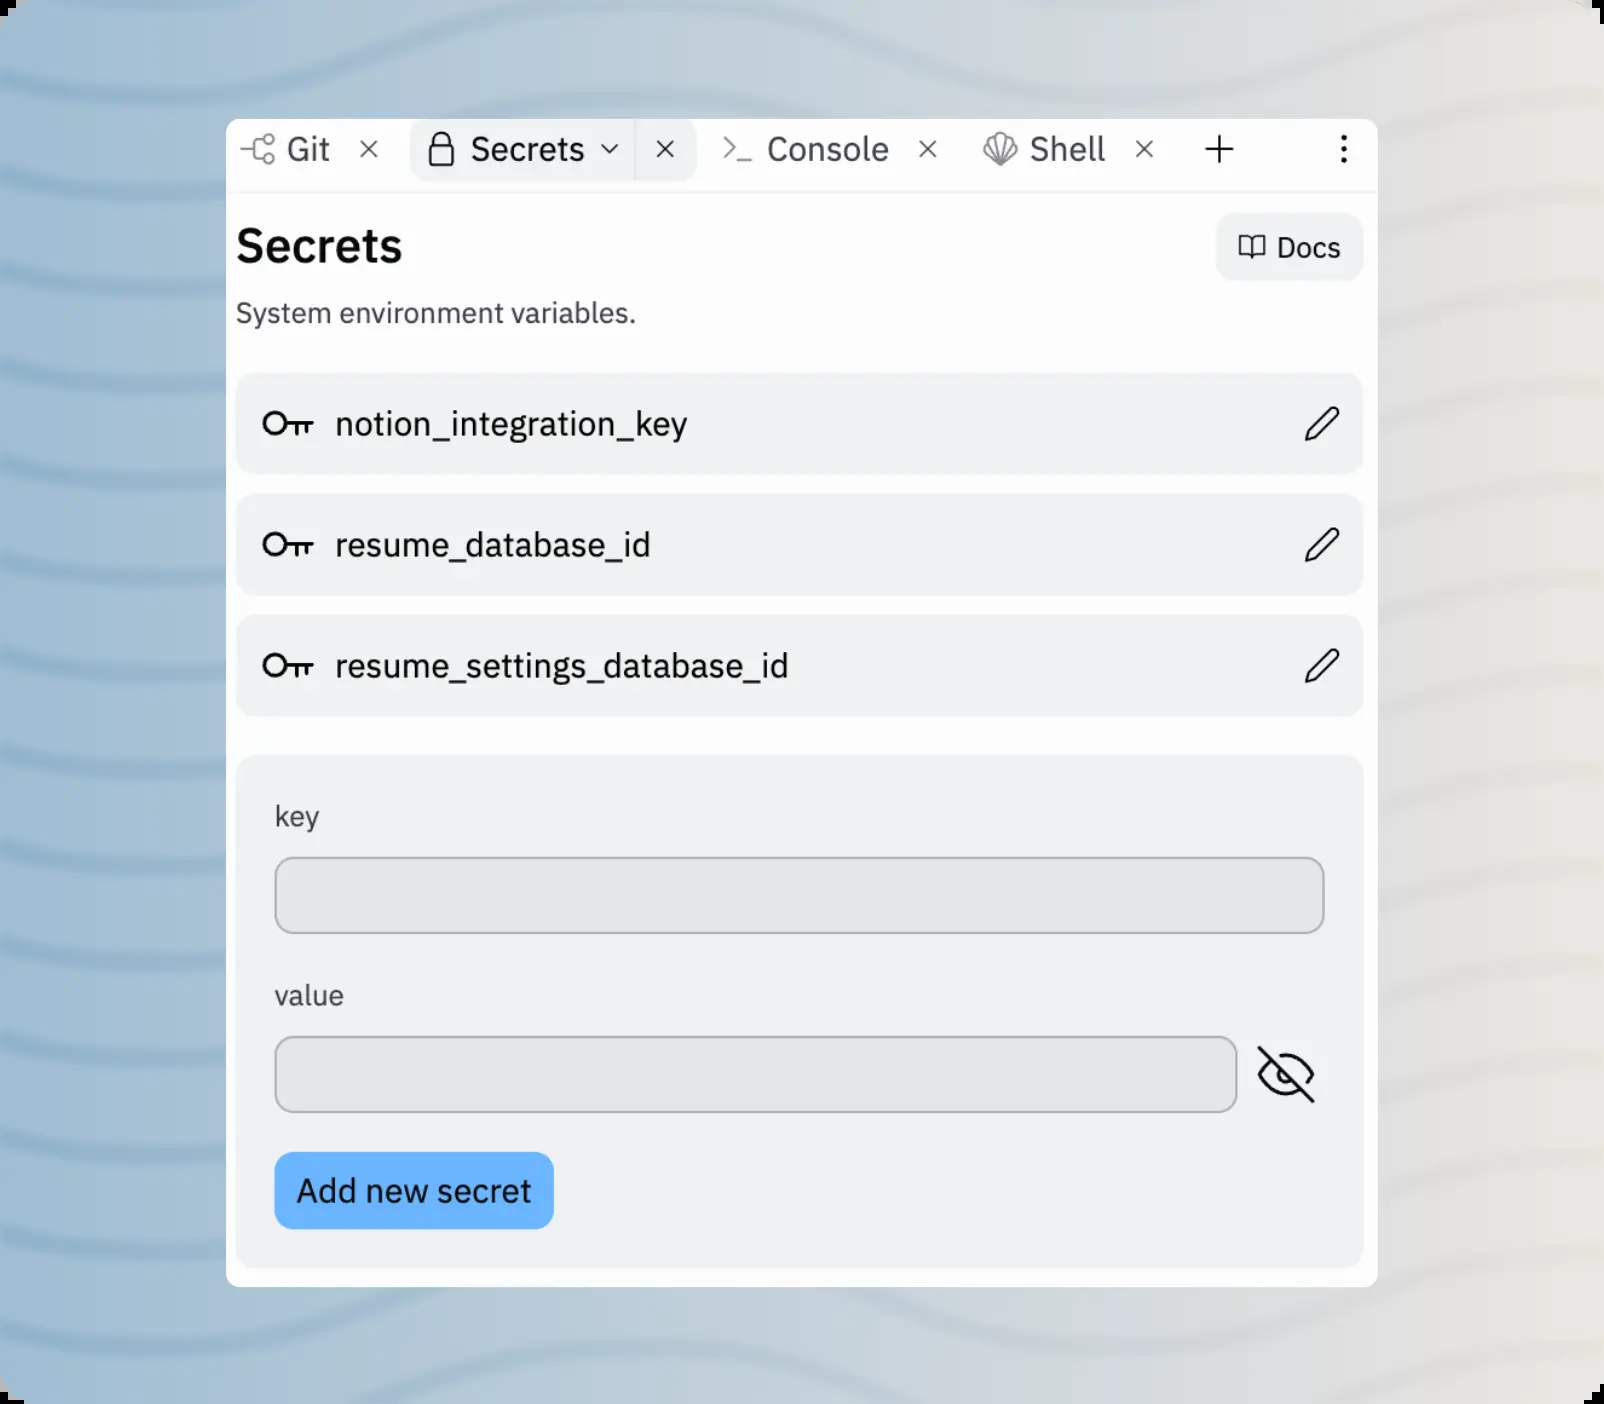 Git Secrets Console Shell
Secrets
Docs
System environment variables.
notion_integration_key
resume_database_id
resume_settings_database_id
key
value
Add new secret